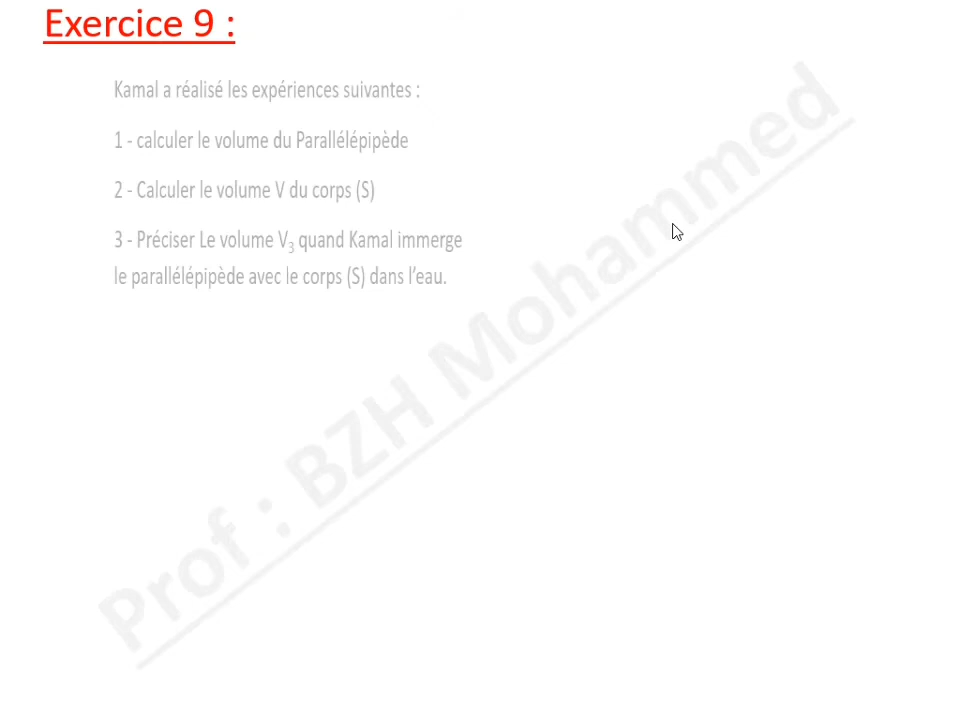 Exercice 9 :
Kamal a réalisé les expériences suivantes :
1 - calculer le volume du Parallélépipède
2 - Calculer le volume V du corps (S)
3 - Préciser Le volume V₃ quand Kamal immerge
le parallélépipède avec le corps (S) dans l'eau.
Prof : BZH Mohammed